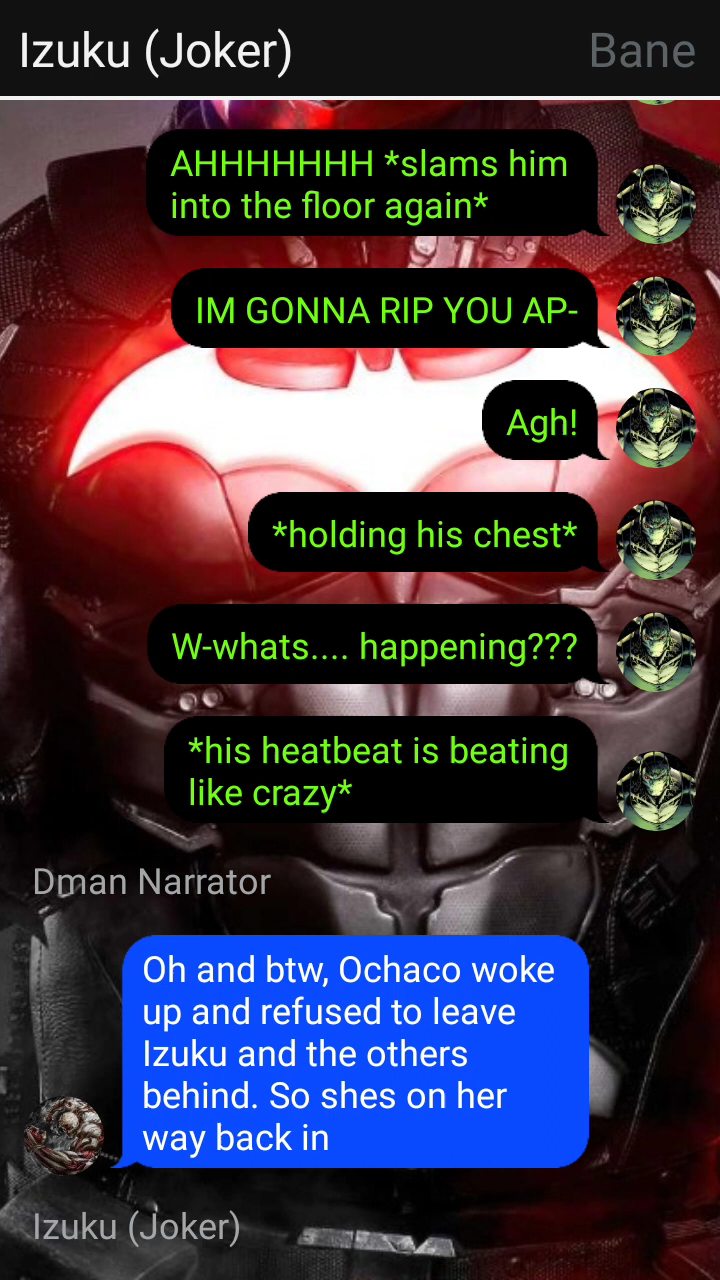 Izuku (Joker) Bane
AHHHHHHH *slams him
into the floor again*
IM GONNA RIP YOU AP-
Agh!
*holding his chest*
W-whats.... happening???
*his heatbeat is beating
like crazy*
Dman Narrator
Oh and btw, Ochaco woke
up and refused to leave
Izuku and the others
behind. So shes on her
way back in
Izuku (Joker)